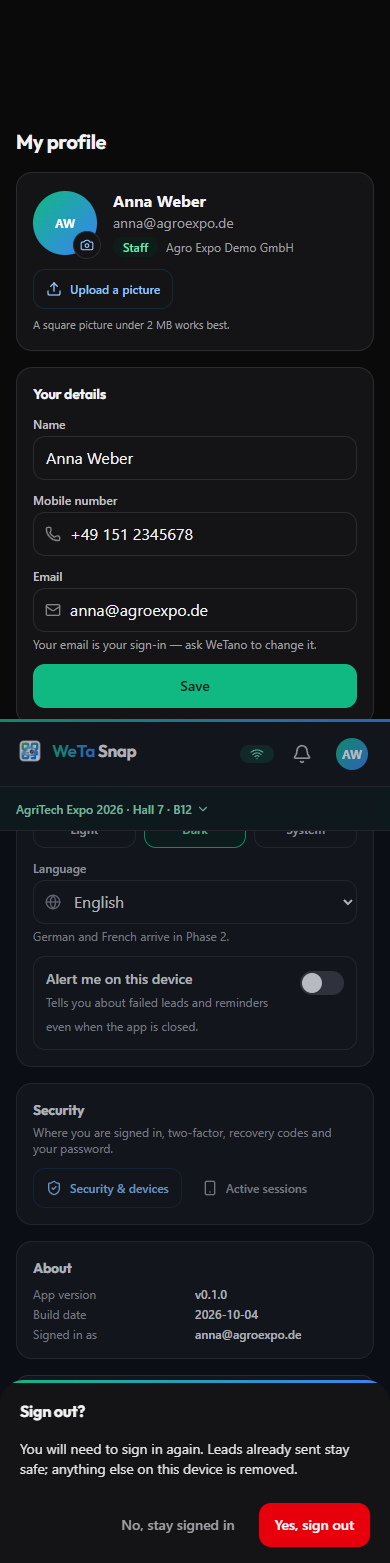 My profile
AW
Anna Weber
anna@agroexpo.de
Staff Agro Expo Demo GmbH
Upload a picture
A square picture under 2 MB works best.
Your details
Name
Anna Weber
Mobile number
+49 151 2345678
Email
anna@agroexpo.de
Your email is your sign-in — ask WeTano to change it.
Save
WeTa Snap
AW
AgriTech Expo 2026 · Hall 7 · B12
Light Dark System
Language
English
German and French arrive in Phase 2.
Alert me on this device
Tells you about failed leads and reminders
even when the app is closed.
Security
Where you are signed in, two-factor, recovery codes and
your password.
Security & devices Active sessions
About
App version v0.1.0
Build date 2026-10-04
Signed in as anna@agroexpo.de
Sign out?
You will need to sign in again. Leads already sent stay
safe; anything else on this device is removed.
No, stay signed in Yes, sign out